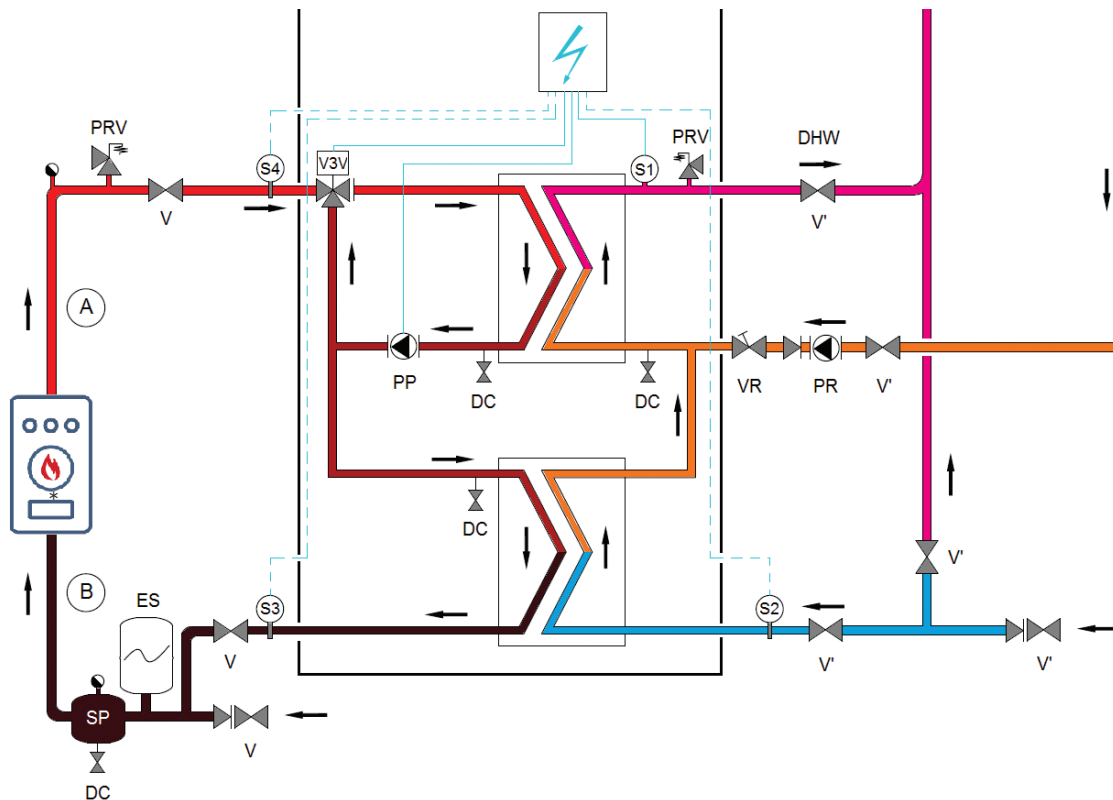 PRV
S4
V3V
S1
PRV
DHW
V
V'
A
PP
DC
DC
VR
PR
V'
DC
B
ES
S3
S2
V'
V
V'
V'
SP
V
DC